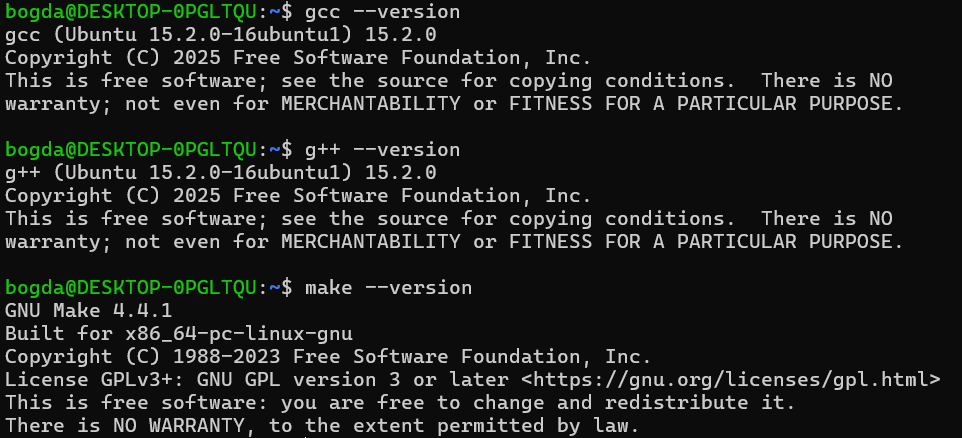 bogda@DESKTOP-0PGLTQU:~$ gcc --version
gcc (Ubuntu 15.2.0-16ubuntu1) 15.2.0
Copyright (C) 2025 Free Software Foundation, Inc.
This is free software; see the source for copying conditions.  There is NO
warranty; not even for MERCHANTABILITY or FITNESS FOR A PARTICULAR PURPOSE.

bogda@DESKTOP-0PGLTQU:~$ g++ --version
g++ (Ubuntu 15.2.0-16ubuntu1) 15.2.0
Copyright (C) 2025 Free Software Foundation, Inc.
This is free software; see the source for copying conditions.  There is NO
warranty; not even for MERCHANTABILITY or FITNESS FOR A PARTICULAR PURPOSE.

bogda@DESKTOP-0PGLTQU:~$ make --version
GNU Make 4.4.1
Built for x86_64-pc-linux-gnu
Copyright (C) 1988-2023 Free Software Foundation, Inc.
License GPLv3+: GNU GPL version 3 or later <https://gnu.org/licenses/gpl.html>
This is free software: you are free to change and redistribute it.
There is NO WARRANTY, to the extent permitted by law.